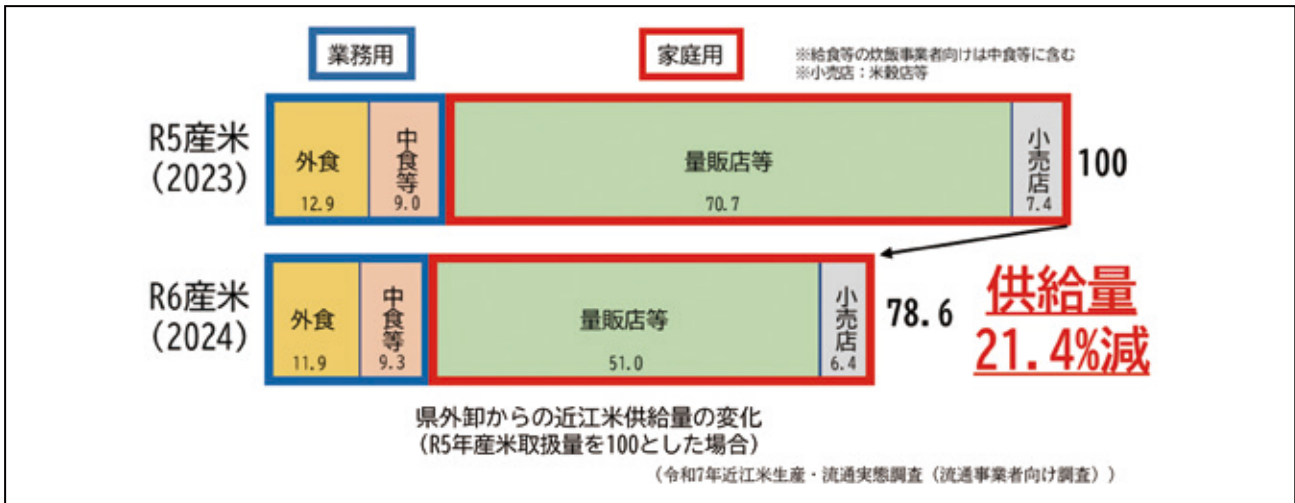 業務用
家庭用
※給食等の炊飯事業者向けは中食等に含む
※小売店：米穀店等
R5産米
(2023)
外食
12.9
中食等
9.0
量販店等
70.7
小売店
7.4
100
R6産米
(2024)
外食
11.9
中食等
9.3
量販店等
51.0
小売店
6.4
78.6
供給量
21.4%減
県外卸からの近江米供給量の変化
(R5年産米取扱量を100とした場合)
（令和7年近江米生産・流通実態調査（流通事業者向け調査））